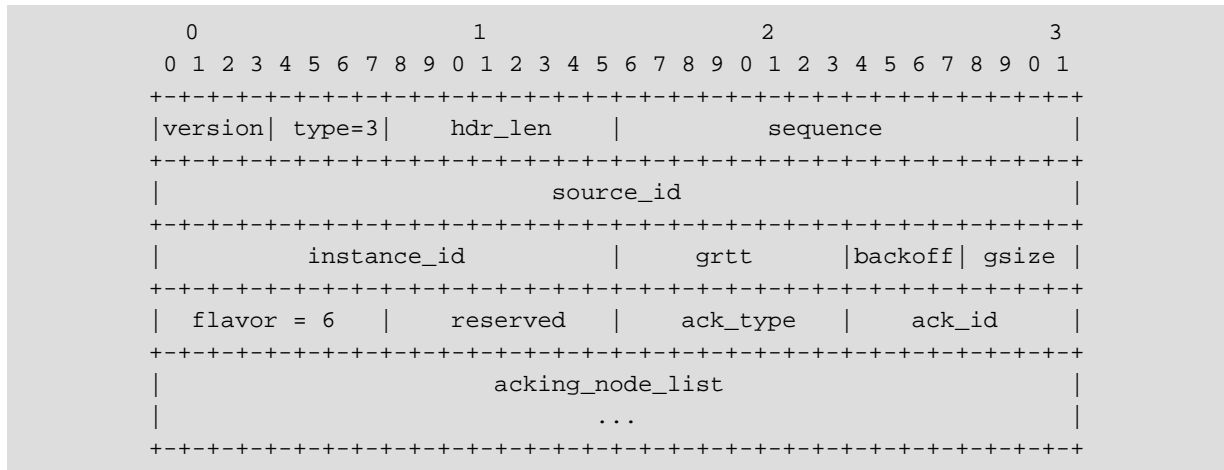 0                   1                   2                   3
 0 1 2 3 4 5 6 7 8 9 0 1 2 3 4 5 6 7 8 9 0 1 2 3 4 5 6 7 8 9 0 1
+-+-+-+-+-+-+-+-+-+-+-+-+-+-+-+-+-+-+-+-+-+-+-+-+-+-+-+-+-+-+-+-+
|version| type=3|    hdr_len    |          sequence             |
+-+-+-+-+-+-+-+-+-+-+-+-+-+-+-+-+-+-+-+-+-+-+-+-+-+-+-+-+-+-+-+-+
|                           source_id                           |
+-+-+-+-+-+-+-+-+-+-+-+-+-+-+-+-+-+-+-+-+-+-+-+-+-+-+-+-+-+-+-+-+
|          instance_id          |     grtt      |backoff| gsize |
+-+-+-+-+-+-+-+-+-+-+-+-+-+-+-+-+-+-+-+-+-+-+-+-+-+-+-+-+-+-+-+-+
|  flavor = 6   |    reserved   |    ack_type   |    ack_id     |
+-+-+-+-+-+-+-+-+-+-+-+-+-+-+-+-+-+-+-+-+-+-+-+-+-+-+-+-+-+-+-+-+
|                       acking_node_list                        |
|                              ...                              |
+-+-+-+-+-+-+-+-+-+-+-+-+-+-+-+-+-+-+-+-+-+-+-+-+-+-+-+-+-+-+-+-+